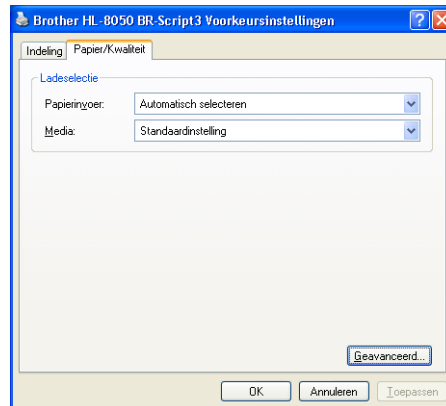 Brother HL-8050 BR-Script3 Voorkeursinstellingen
Indeling Papier/Kwaliteit
Ladeselectie
Papierinvoer: Automatisch selecteren
Media: Standaardinstelling
Geavanceerd...
OK Annuleren Toepassen